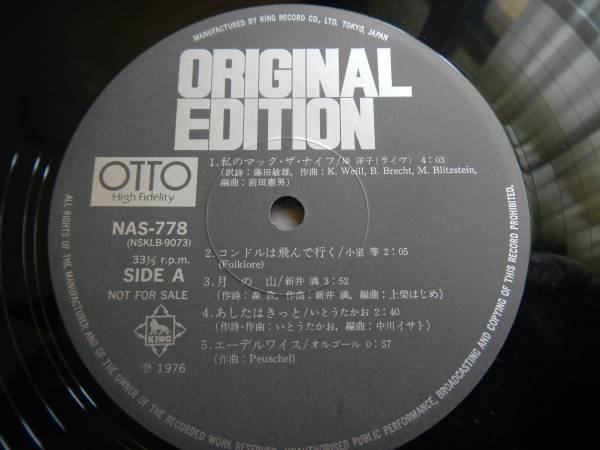 MANUFACTURED BY KING RECORD CO., LTD. TOKYO, JAPAN
ORIGINAL
EDITION
OTTO
High Fidelity
NAS-778
(NSKLB-9073)
33⅓ r.p.m.
SIDE A
NOT FOR SALE
KING
Ⓟ 1976
1.私のマック・ザ・ナイフ/岸 洋子(ライヴ) 4:03
(訳詩:藤田敏雄, 作曲:K. Weill, B. Brecht, M. Blitzstein,
編曲:前田憲男)
2.コンドルは飛んで行く/小室 等 2:05
(Folklore)
3.月 の 山/新井 満 3:52
(作詩:森 敦, 作曲:新井 満, 編曲:上柴はじめ)
4.あしたはきっと/いとうたかお 2:40
(作詩・作曲:いとうたかお, 編曲:中川イサト)
5.エーデルワイス/オルゴール 0:57
(作曲:Peuschel)
ALL RIGHTS OF THE MANUFACTURER AND OF THE OWNER OF THE RECORDED WORK RESERVED. UNAUTHORISED PUBLIC PERFORMANCE, BROADCASTING AND COPYING OF THIS RECORD PROHIBITED.